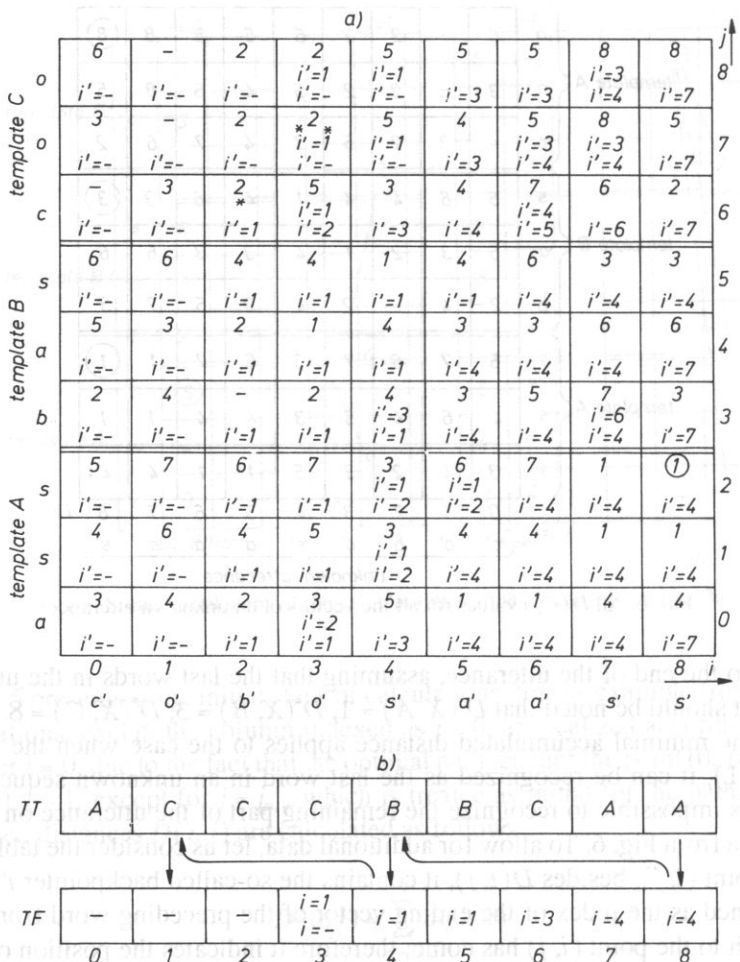 a)
j
6 – 2 2 5 5 5 8 8
i'=1 i'=1 i'=3
o i'=- i'=- i'=- i'=- i'=- i'=3 i'=3 i'=4 i'=7 8
3 - 2 2 5 4 5 8 5
* *
i'=1 i'=1 i'=3 i'=3
o i'=- i'=- i'=- i'=- i'=- i'=3 i'=4 i'=4 i'=7 7
template C
- 3 2 5 3 4 7 6 2
* i'=1 i'=4
c i'=- i'=- i'=1 i'=2 i'=3 i'=4 i'=5 i'=6 i'=7 6
6 6 - 4 1 4 6 3 3
s i'=- i'=- i'=1 i'=1 i'=1 i'=1 i'=4 i'=4 i'=4 5
5 3 2 1 4 3 3 6 6
a i'=- i'=- i'=1 i'=1 i'=1 i'=4 i'=4 i'=4 i'=7 4
template B
2 4 - 2 4 3 5 7 3
i'=3 i'=6
b i'=- i'=- i'=1 i'=1 i'=1 i'=4 i'=4 i'=4 i'=7 3
5 7 6 7 3 6 7 1 1
i'=1 i'=1
s i'=- i'=- i'=1 i'=1 i'=2 i'=2 i'=4 i'=4 i'=4 2
4 6 4 5 3 4 4 1 1
i'=1
s i'=- i'=- i'=1 i'=1 i'=2 i'=4 i'=4 i'=4 i'=4 1
template A
3 4 2 3 5 1 1 4 4
i'=2
a i'=- i'=- i'=1 i'=1 i'=3 i'=4 i'=4 i'=4 i'=7 0
0 1 2 3 4 5 6 7 8
c' o' b' o' s' a' a' s' s'
b)
TT A C C C B B C A A
i=1
TF – – – i=- i=1 i=1 i=3 i=4 i=4
0 1 2 3 4 5 6 7 8